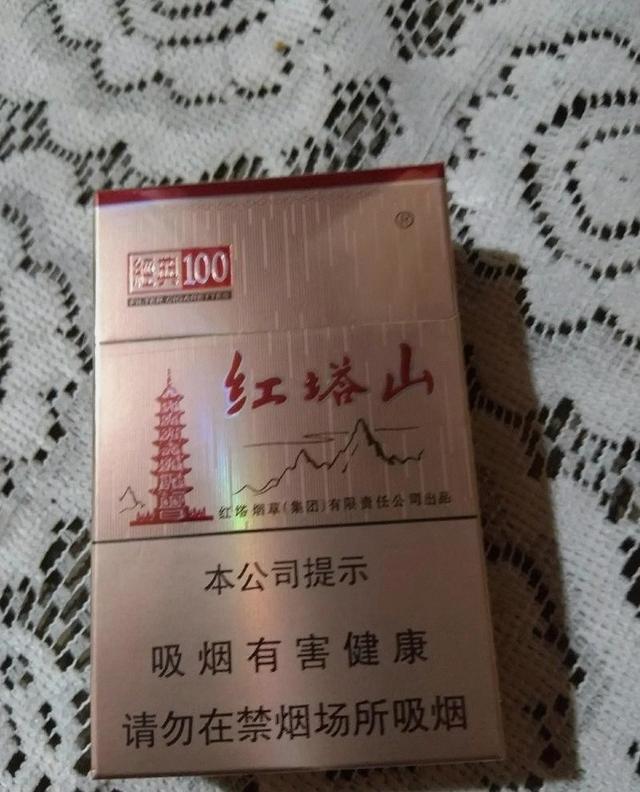 ®
經典100
FILTER CIGARETTES
红塔山
红塔烟草(集团)有限责任公司出品
本公司提示
吸烟有害健康
请勿在禁烟场所吸烟